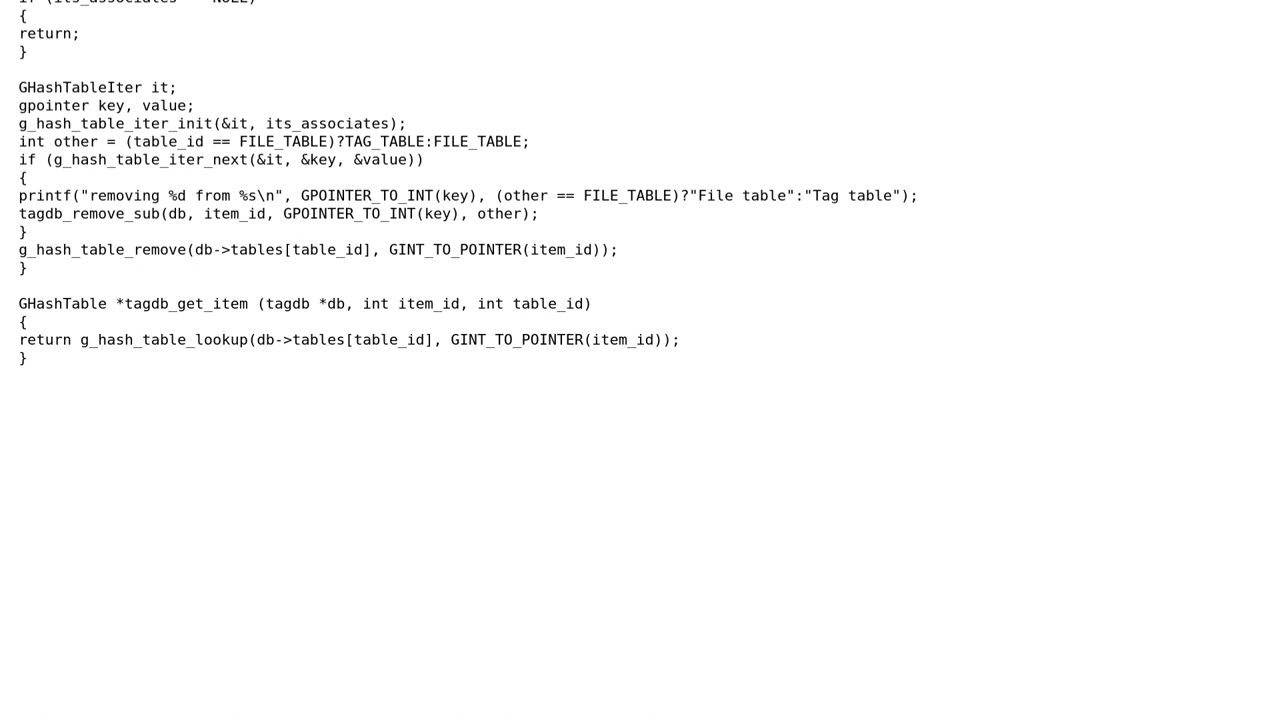 {
return;
}

GHashTableIter it;
gpointer key, value;
g_hash_table_iter_init(&it, its_associates);
int other = (table_id == FILE_TABLE)?TAG_TABLE:FILE_TABLE;
if (g_hash_table_iter_next(&it, &key, &value))
{
printf("removing %d from %s\n", GPOINTER_TO_INT(key), (other == FILE_TABLE)?"File table":"Tag table");
tagdb_remove_sub(db, item_id, GPOINTER_TO_INT(key), other);
}
g_hash_table_remove(db->tables[table_id], GINT_TO_POINTER(item_id));
}

GHashTable *tagdb_get_item (tagdb *db, int item_id, int table_id)
{
return g_hash_table_lookup(db->tables[table_id], GINT_TO_POINTER(item_id));
}